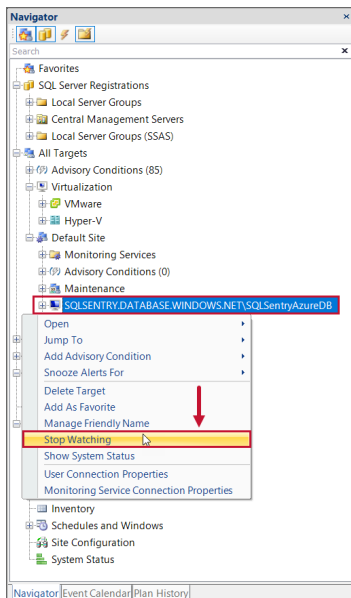 Navigator
Search
Favorites
SQL Server Registrations
Local Server Groups
Central Management Servers
Local Server Groups (SSAS)
All Targets
Advisory Conditions (85)
Virtualization
VMware
Hyper-V
Default Site
Monitoring Services
Advisory Conditions (0)
Maintenance
SQLSENTRY.DATABASE.WINDOWS.NET\SQLSentryAzureDB
Open
Jump To
Add Advisory Condition
Snooze Alerts For
Delete Target
Add As Favorite
Manage Friendly Name
Stop Watching
Show System Status
User Connection Properties
Monitoring Service Connection Properties
Inventory
Schedules and Windows
Site Configuration
System Status
Navigator Event Calendar Plan History